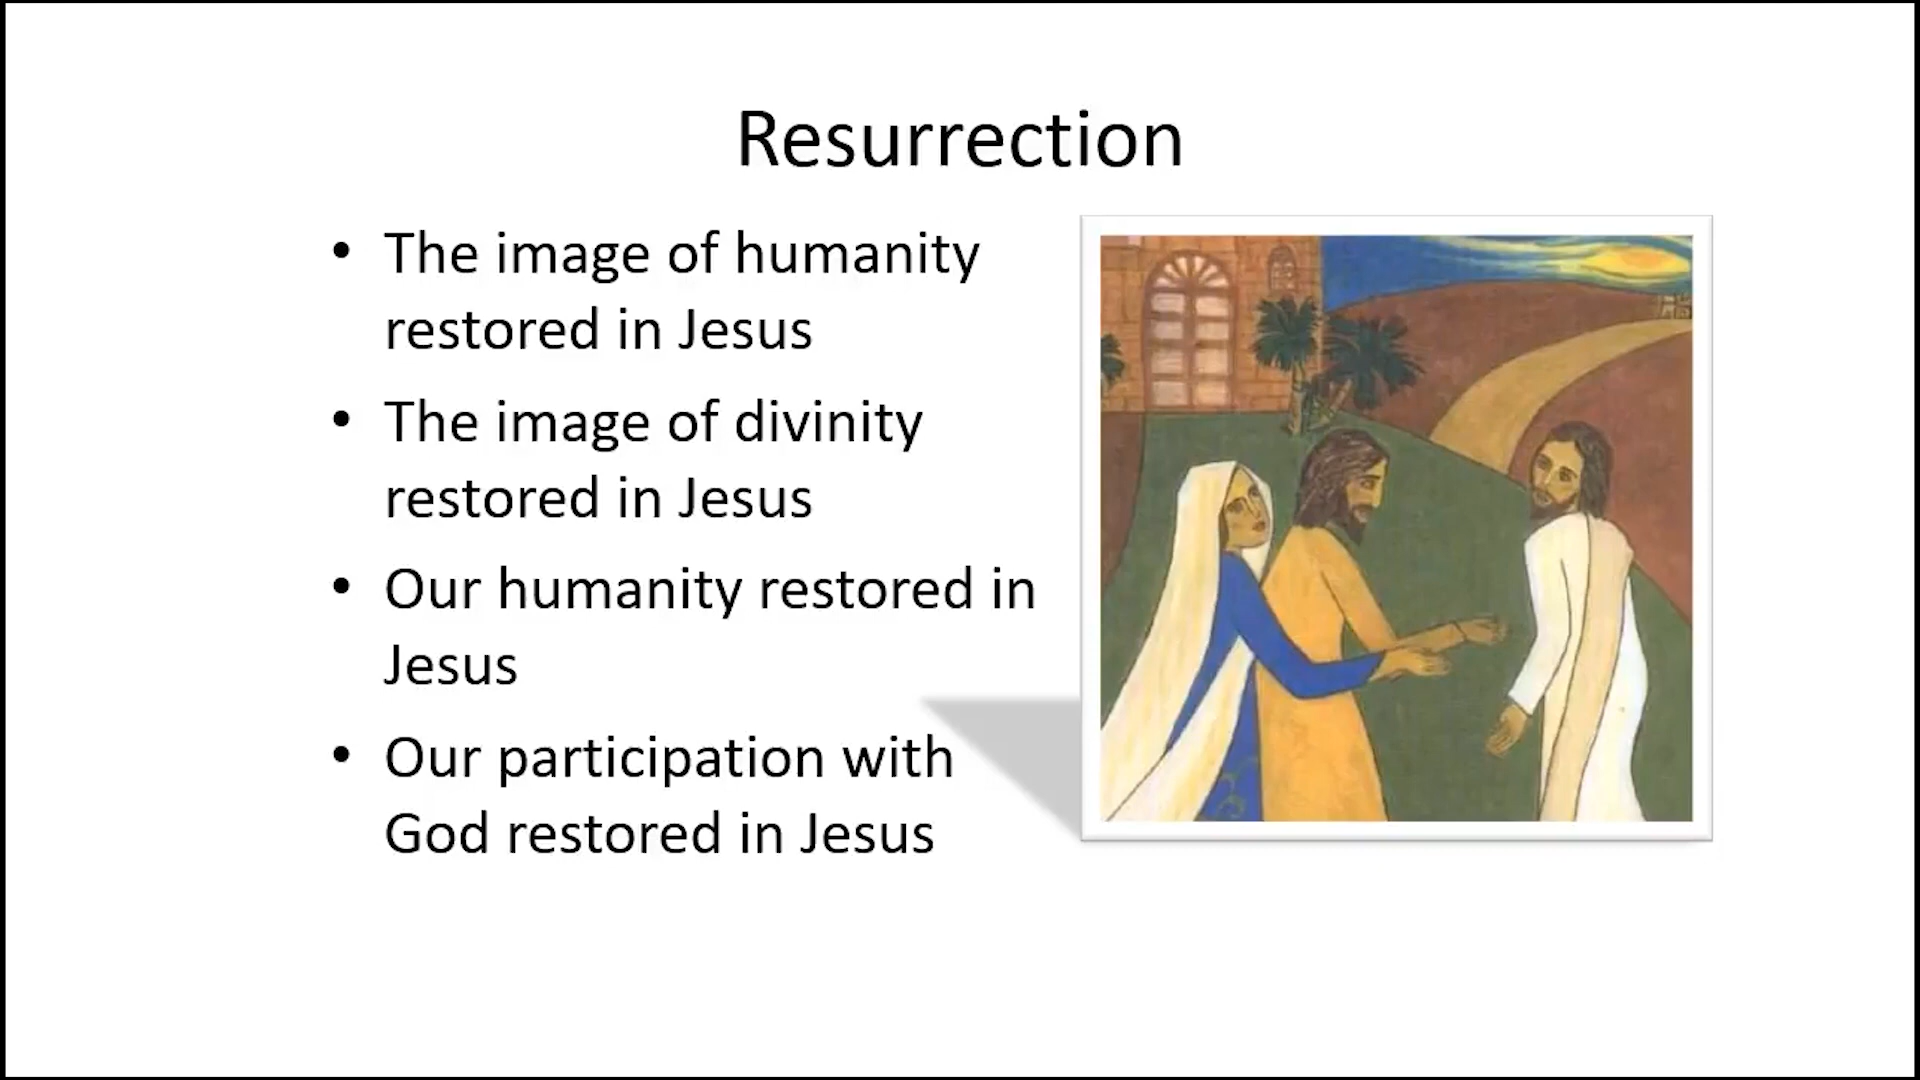 Resurrection
• The image of humanity
restored in Jesus
• The image of divinity
restored in Jesus
• Our humanity restored in
Jesus
• Our participation with
God restored in Jesus